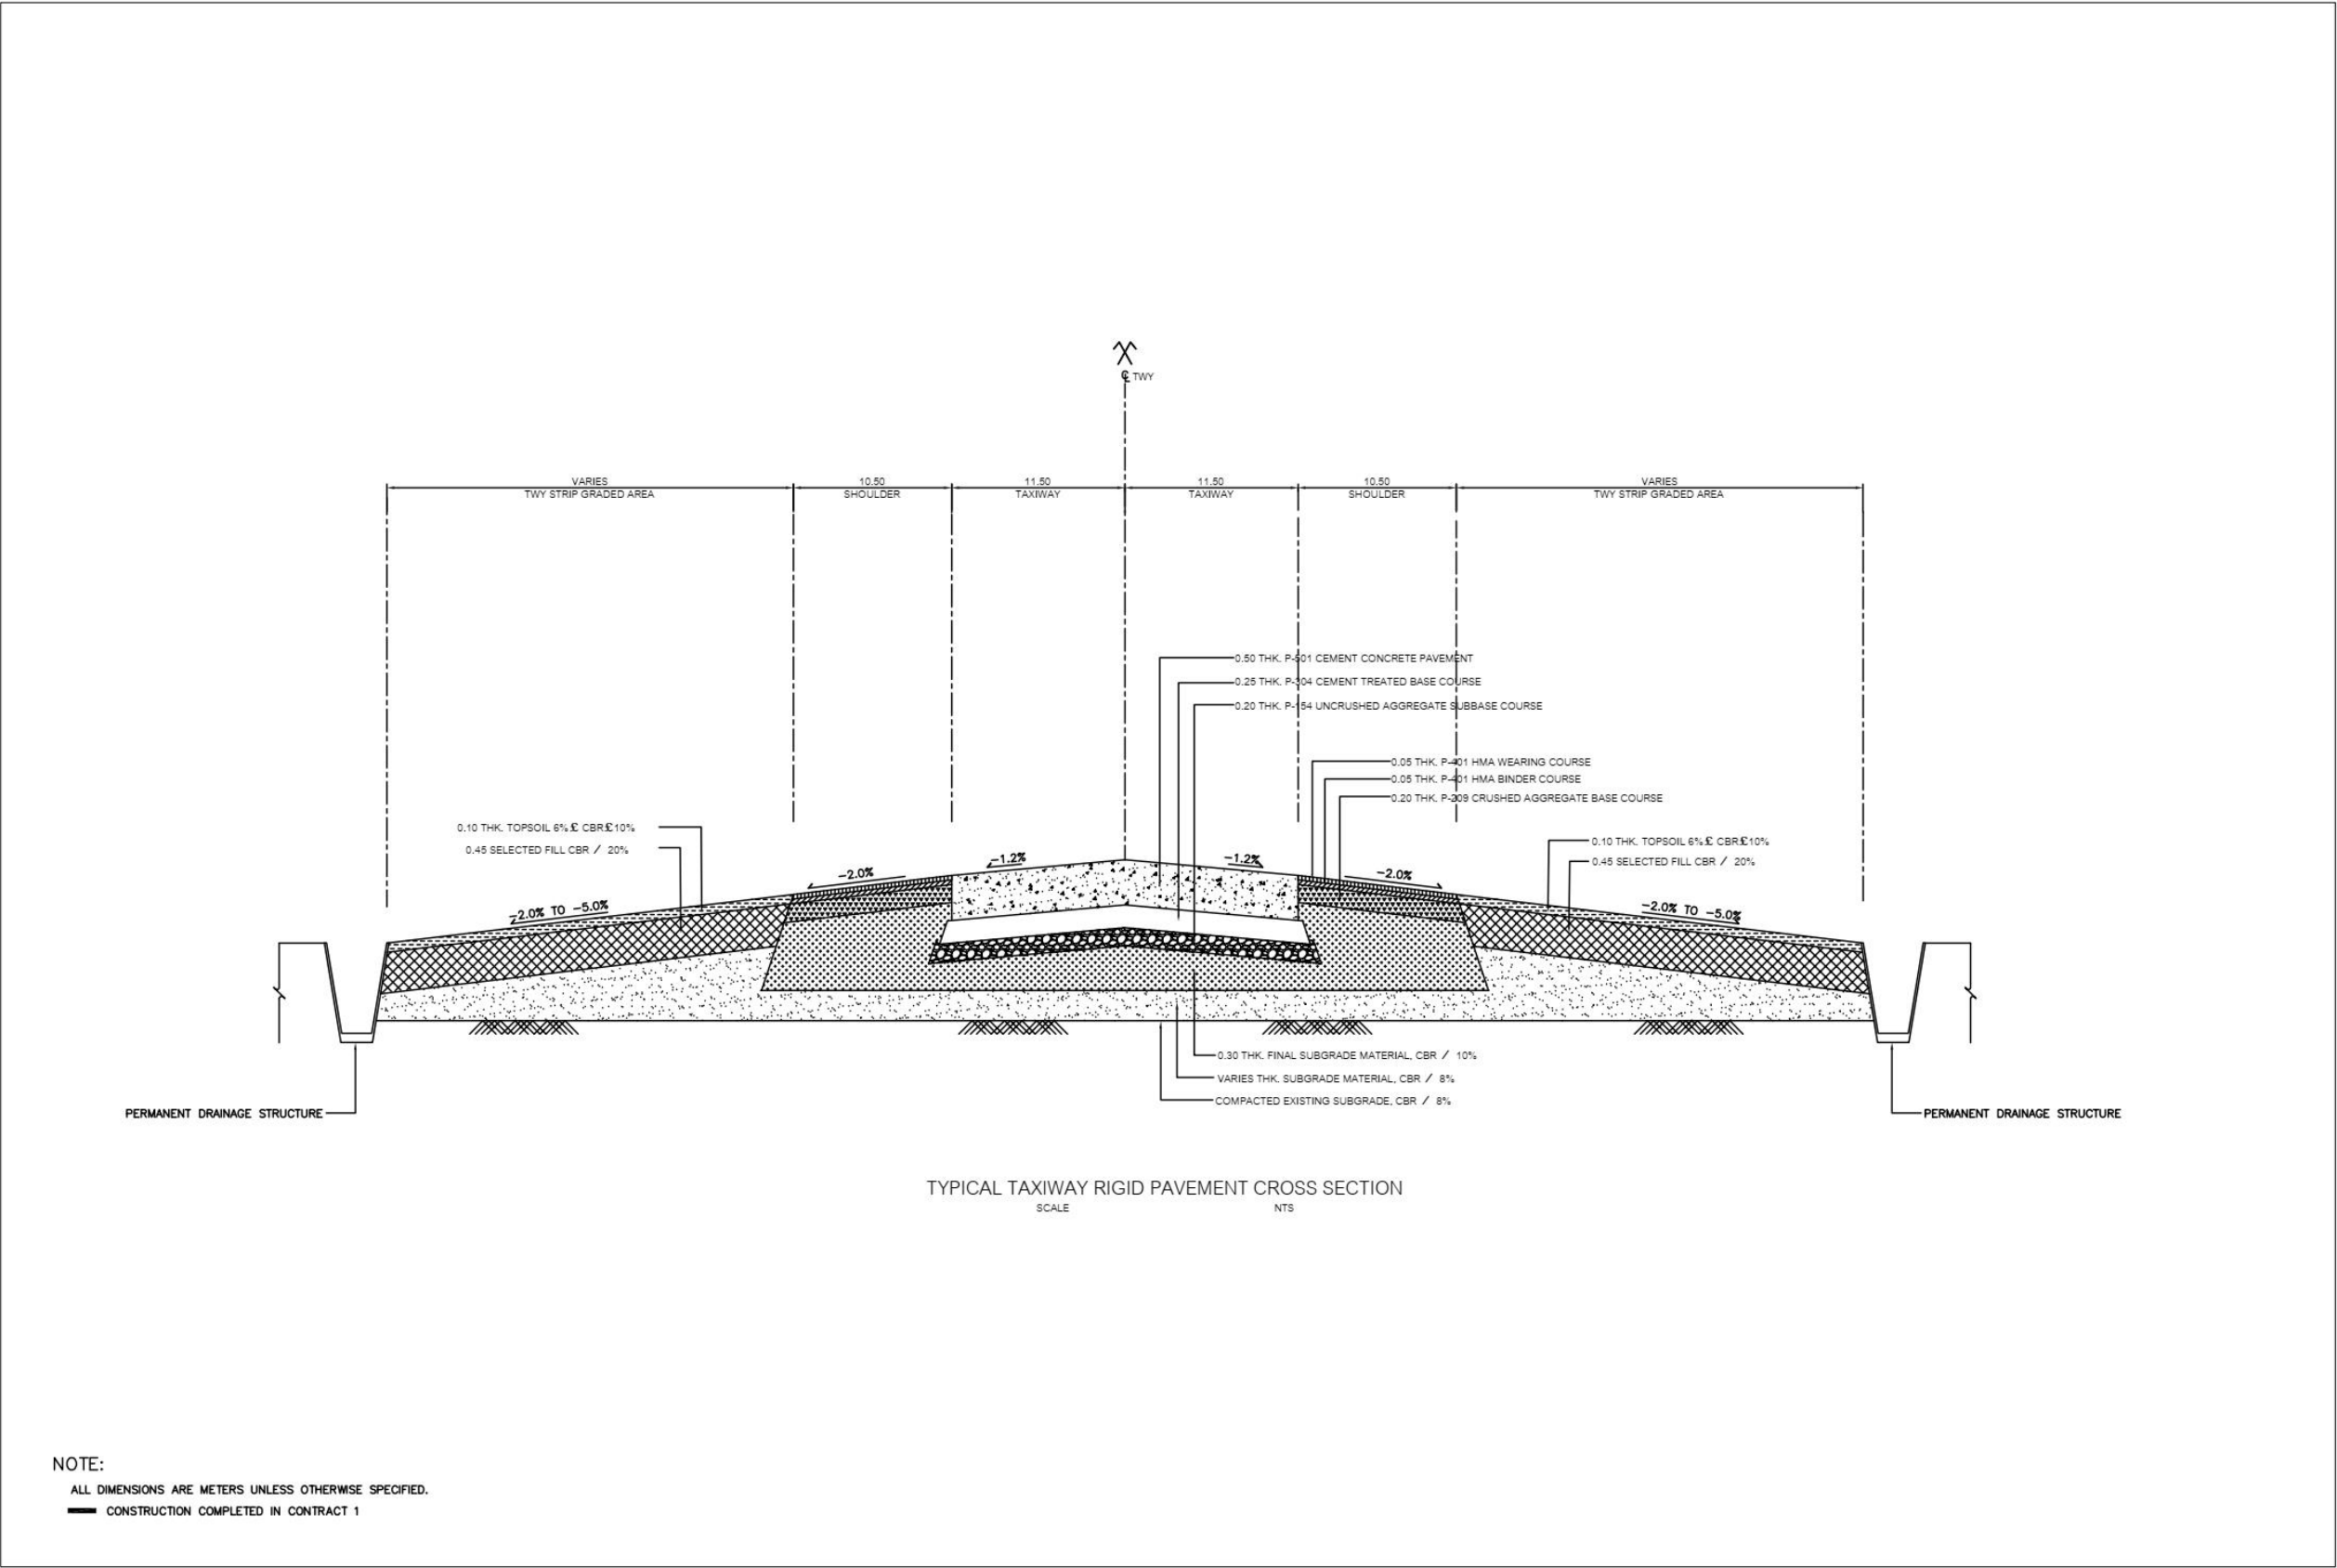 ℄ TWY
VARIES
TWY STRIP GRADED AREA
10.50
SHOULDER
11.50
TAXIWAY
11.50
TAXIWAY
10.50
SHOULDER
VARIES
TWY STRIP GRADED AREA
0.50 THK. P-501 CEMENT CONCRETE PAVEMENT
0.25 THK. P-304 CEMENT TREATED BASE COURSE
0.20 THK. P-154 UNCRUSHED AGGREGATE SUBBASE COURSE
0.05 THK. P-401 HMA WEARING COURSE
0.05 THK. P-401 HMA BINDER COURSE
0.20 THK. P-209 CRUSHED AGGREGATE BASE COURSE
0.10 THK. TOPSOIL 6%£ CBR£10%
0.45 SELECTED FILL CBR / 20%
0.10 THK. TOPSOIL 6%£ CBR£10%
0.45 SELECTED FILL CBR / 20%
-2.0% TO -5.0%
-2.0%
-1.2%
-1.2%
-2.0%
-2.0% TO -5.0%
0.30 THK. FINAL SUBGRADE MATERIAL, CBR / 10%
VARIES THK. SUBGRADE MATERIAL, CBR / 8%
COMPACTED EXISTING SUBGRADE, CBR / 8%
PERMANENT DRAINAGE STRUCTURE
PERMANENT DRAINAGE STRUCTURE
TYPICAL TAXIWAY RIGID PAVEMENT CROSS SECTION
SCALE NTS
NOTE:
ALL DIMENSIONS ARE METERS UNLESS OTHERWISE SPECIFIED.
CONSTRUCTION COMPLETED IN CONTRACT 1